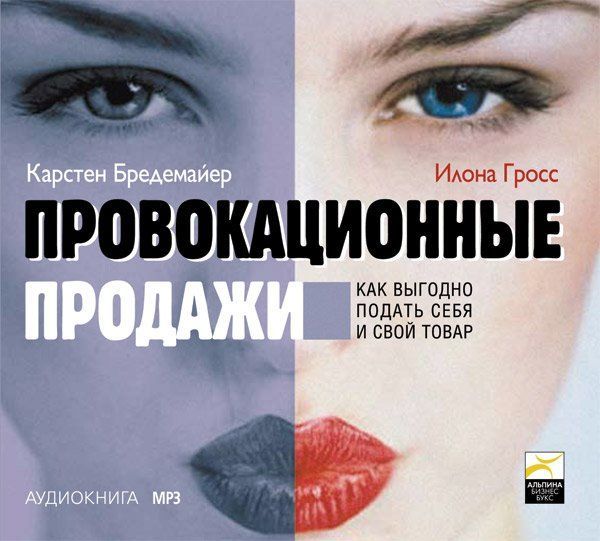 Карстен Бредемайер
Илона Гросс
ПРОВОКАЦИОННЫЕ
ПРОДАЖИ
КАК ВЫГОДНО
ПОДАТЬ СЕБЯ
И СВОЙ ТОВАР
АУДИОКНИГА MP3
АЛЬПИНА
БИЗНЕС
БУКС